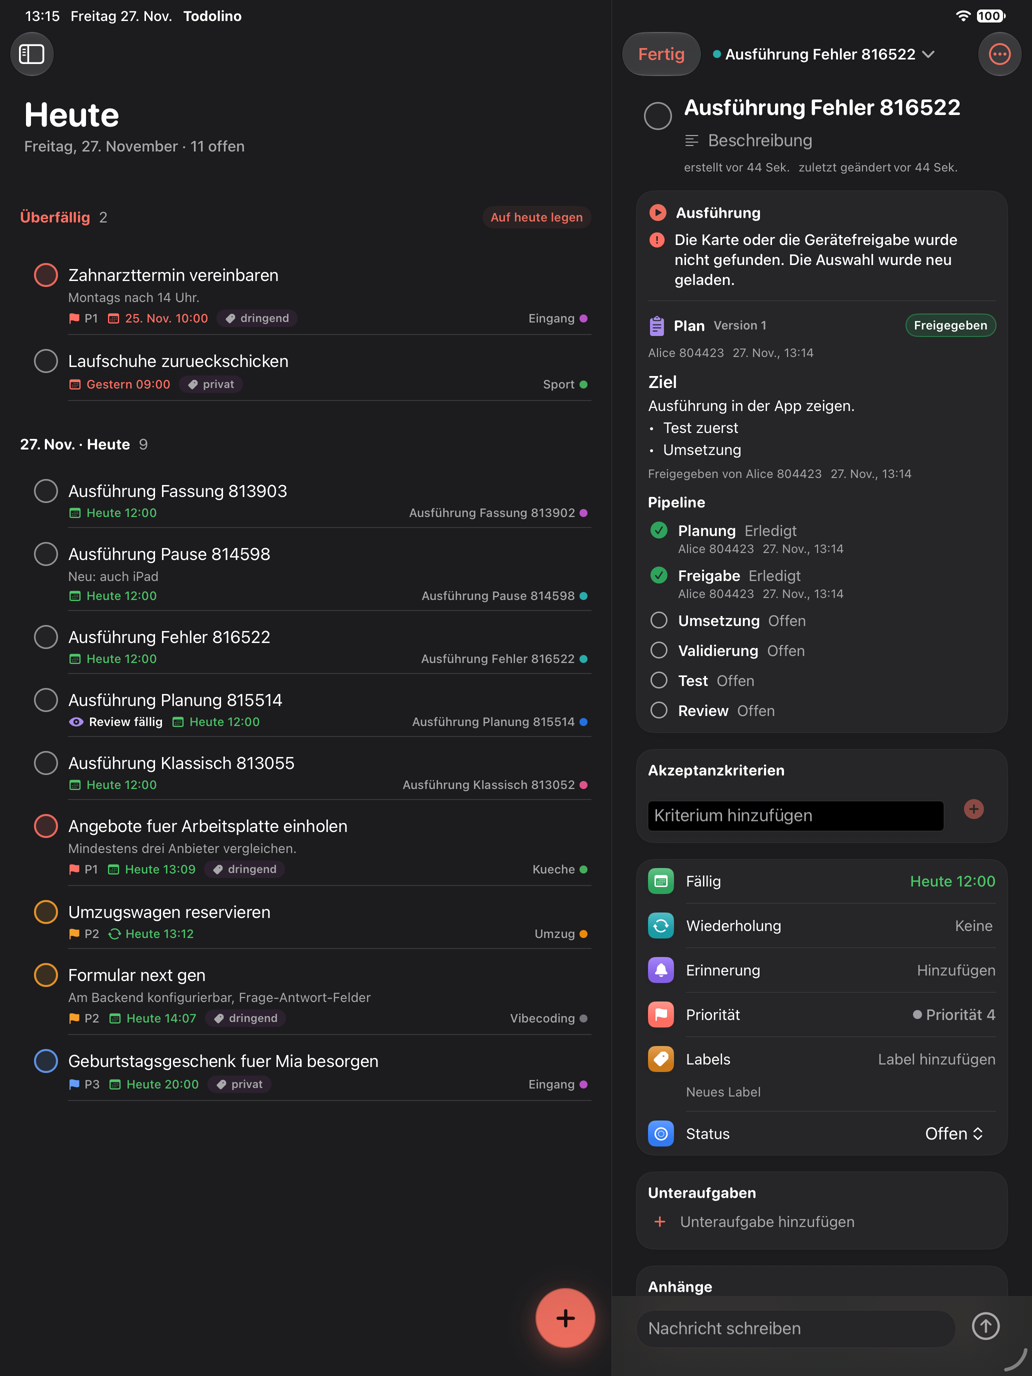 13:15 Freitag 27. Nov. Todolino
100
Heute
Freitag, 27. November · 11 offen
Überfällig 2
Auf heute legen
Zahnarzttermin vereinbaren
Montags nach 14 Uhr.
P1 25. Nov. 10:00 dringend
Eingang
Laufschuhe zurueckschicken
Gestern 09:00 privat
Sport
27. Nov. · Heute 9
Ausführung Fassung 813903
Heute 12:00
Ausführung Fassung 813902
Ausführung Pause 814598
Neu: auch iPad
Heute 12:00
Ausführung Pause 814598
Ausführung Fehler 816522
Heute 12:00
Ausführung Fehler 816522
Ausführung Planung 815514
Review fällig Heute 12:00
Ausführung Planung 815514
Ausführung Klassisch 813055
Heute 12:00
Ausführung Klassisch 813052
Angebote fuer Arbeitsplatte einholen
Mindestens drei Anbieter vergleichen.
P1 Heute 13:09 dringend
Kueche
Umzugswagen reservieren
P2 Heute 13:12
Umzug
Formular next gen
Am Backend konfigurierbar, Frage-Antwort-Felder
P2 Heute 14:07 dringend
Vibecoding
Geburtstagsgeschenk fuer Mia besorgen
P3 Heute 20:00 privat
Eingang
Fertig
Ausführung Fehler 816522
Ausführung Fehler 816522
Beschreibung
erstellt vor 44 Sek. zuletzt geändert vor 44 Sek.
Ausführung
Die Karte oder die Gerätefreigabe wurde
nicht gefunden. Die Auswahl wurde neu
geladen.
Plan Version 1
Freigegeben
Alice 804423 27. Nov., 13:14
Ziel
Ausführung in der App zeigen.
• Test zuerst
• Umsetzung
Freigegeben von Alice 804423 27. Nov., 13:14
Pipeline
Planung Erledigt
Alice 804423 27. Nov., 13:14
Freigabe Erledigt
Alice 804423 27. Nov., 13:14
Umsetzung Offen
Validierung Offen
Test Offen
Review Offen
Akzeptanzkriterien
Kriterium hinzufügen
Fällig Heute 12:00
Wiederholung Keine
Erinnerung Hinzufügen
Priorität Priorität 4
Labels Label hinzufügen
Neues Label
Status Offen
Unteraufgaben
Unteraufgabe hinzufügen
Anhänge
Nachricht schreiben